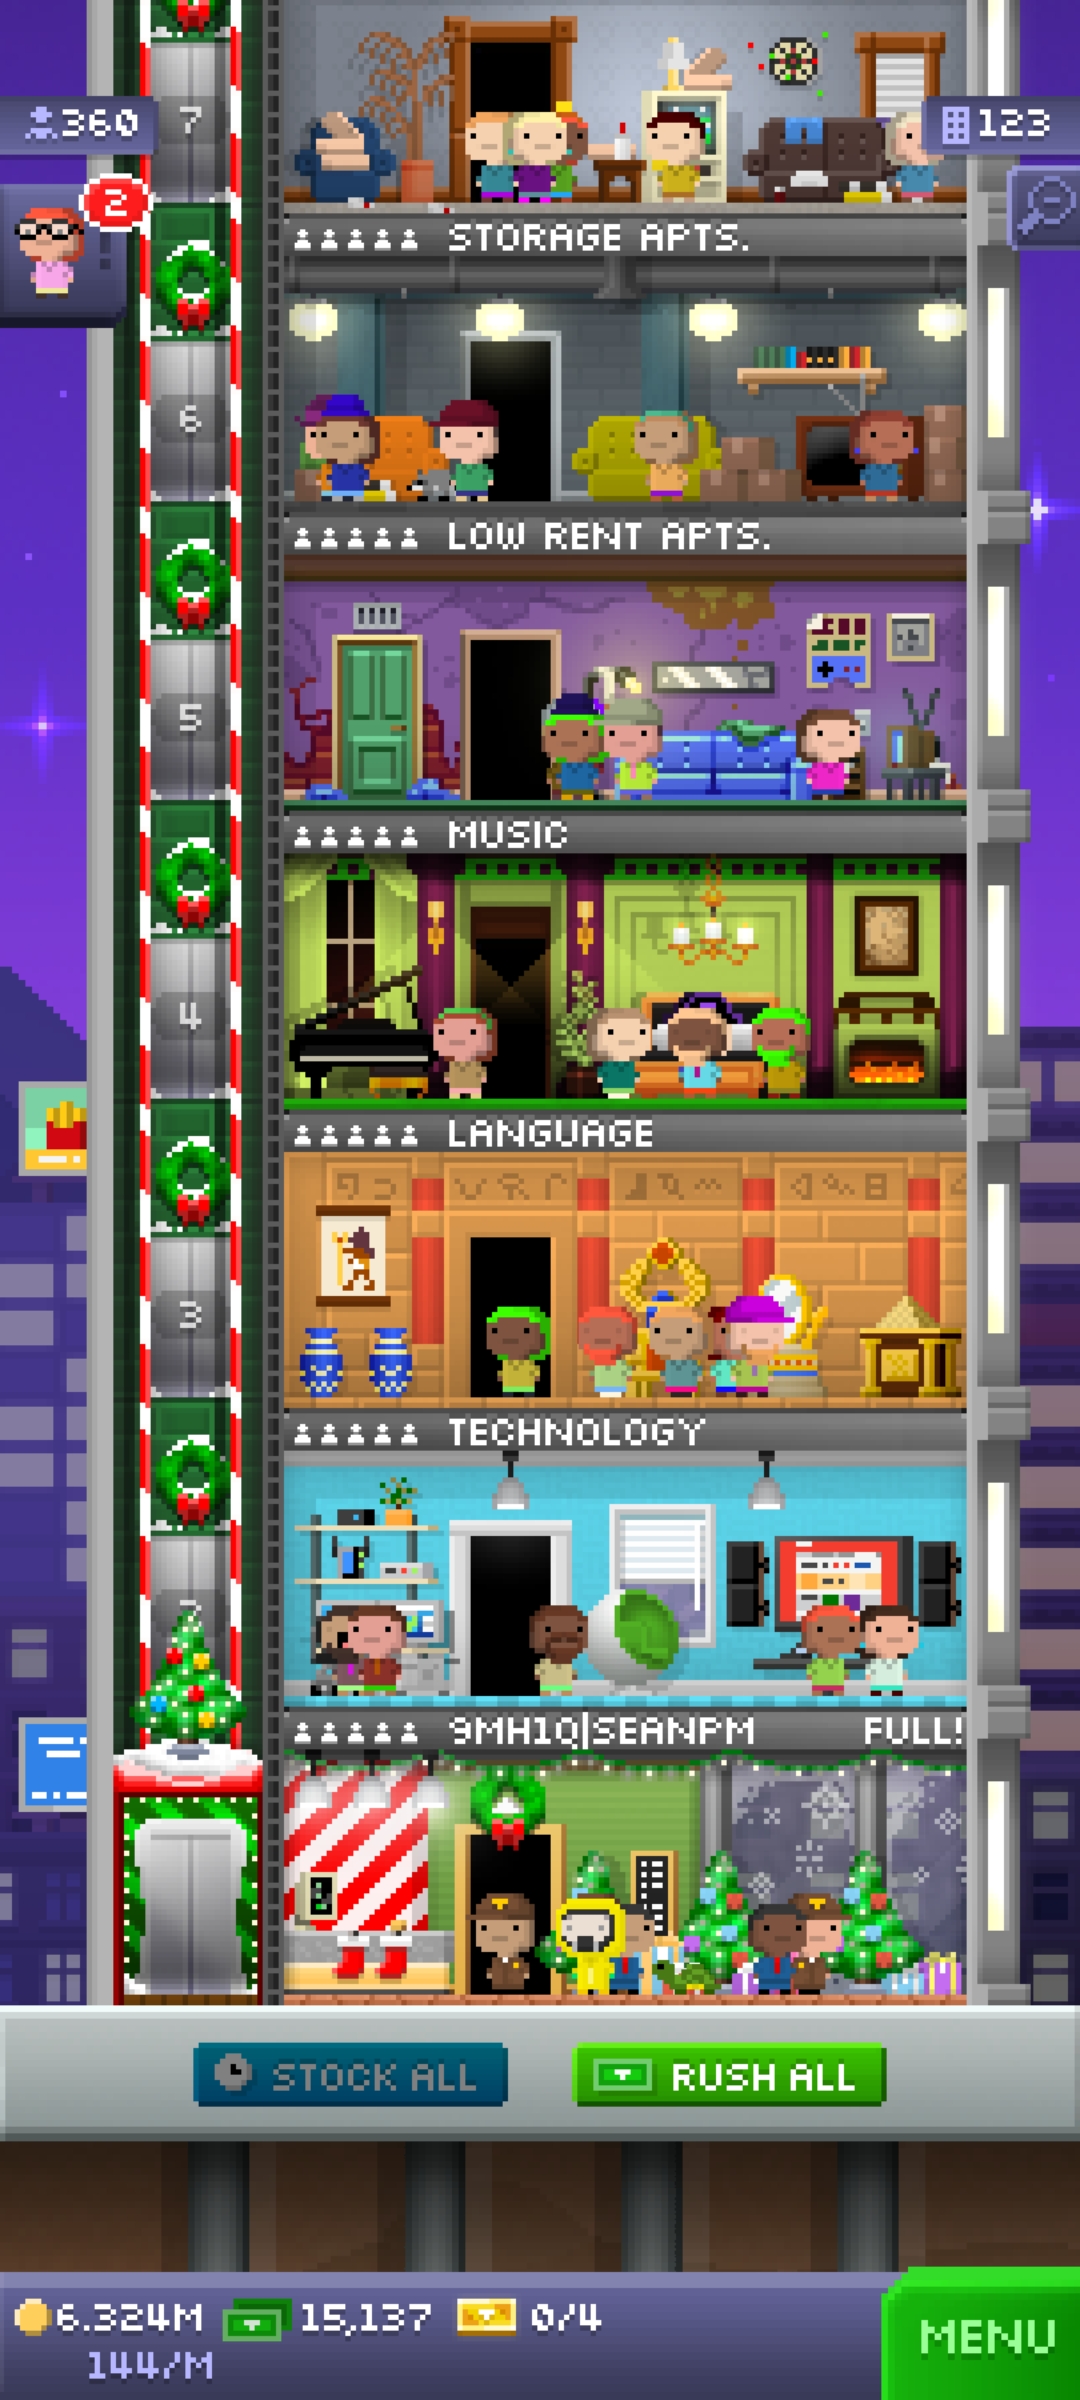 7
360
123
2
STORAGE APTS.
6
LOW RENT APTS.
5
MUSIC
4
LANGUAGE
3
TECHNOLOGY
9MH1Q|SEANPM FULL!
STOCK ALL
RUSH ALL
6.324M 15,137 0/4
144/M
MENU